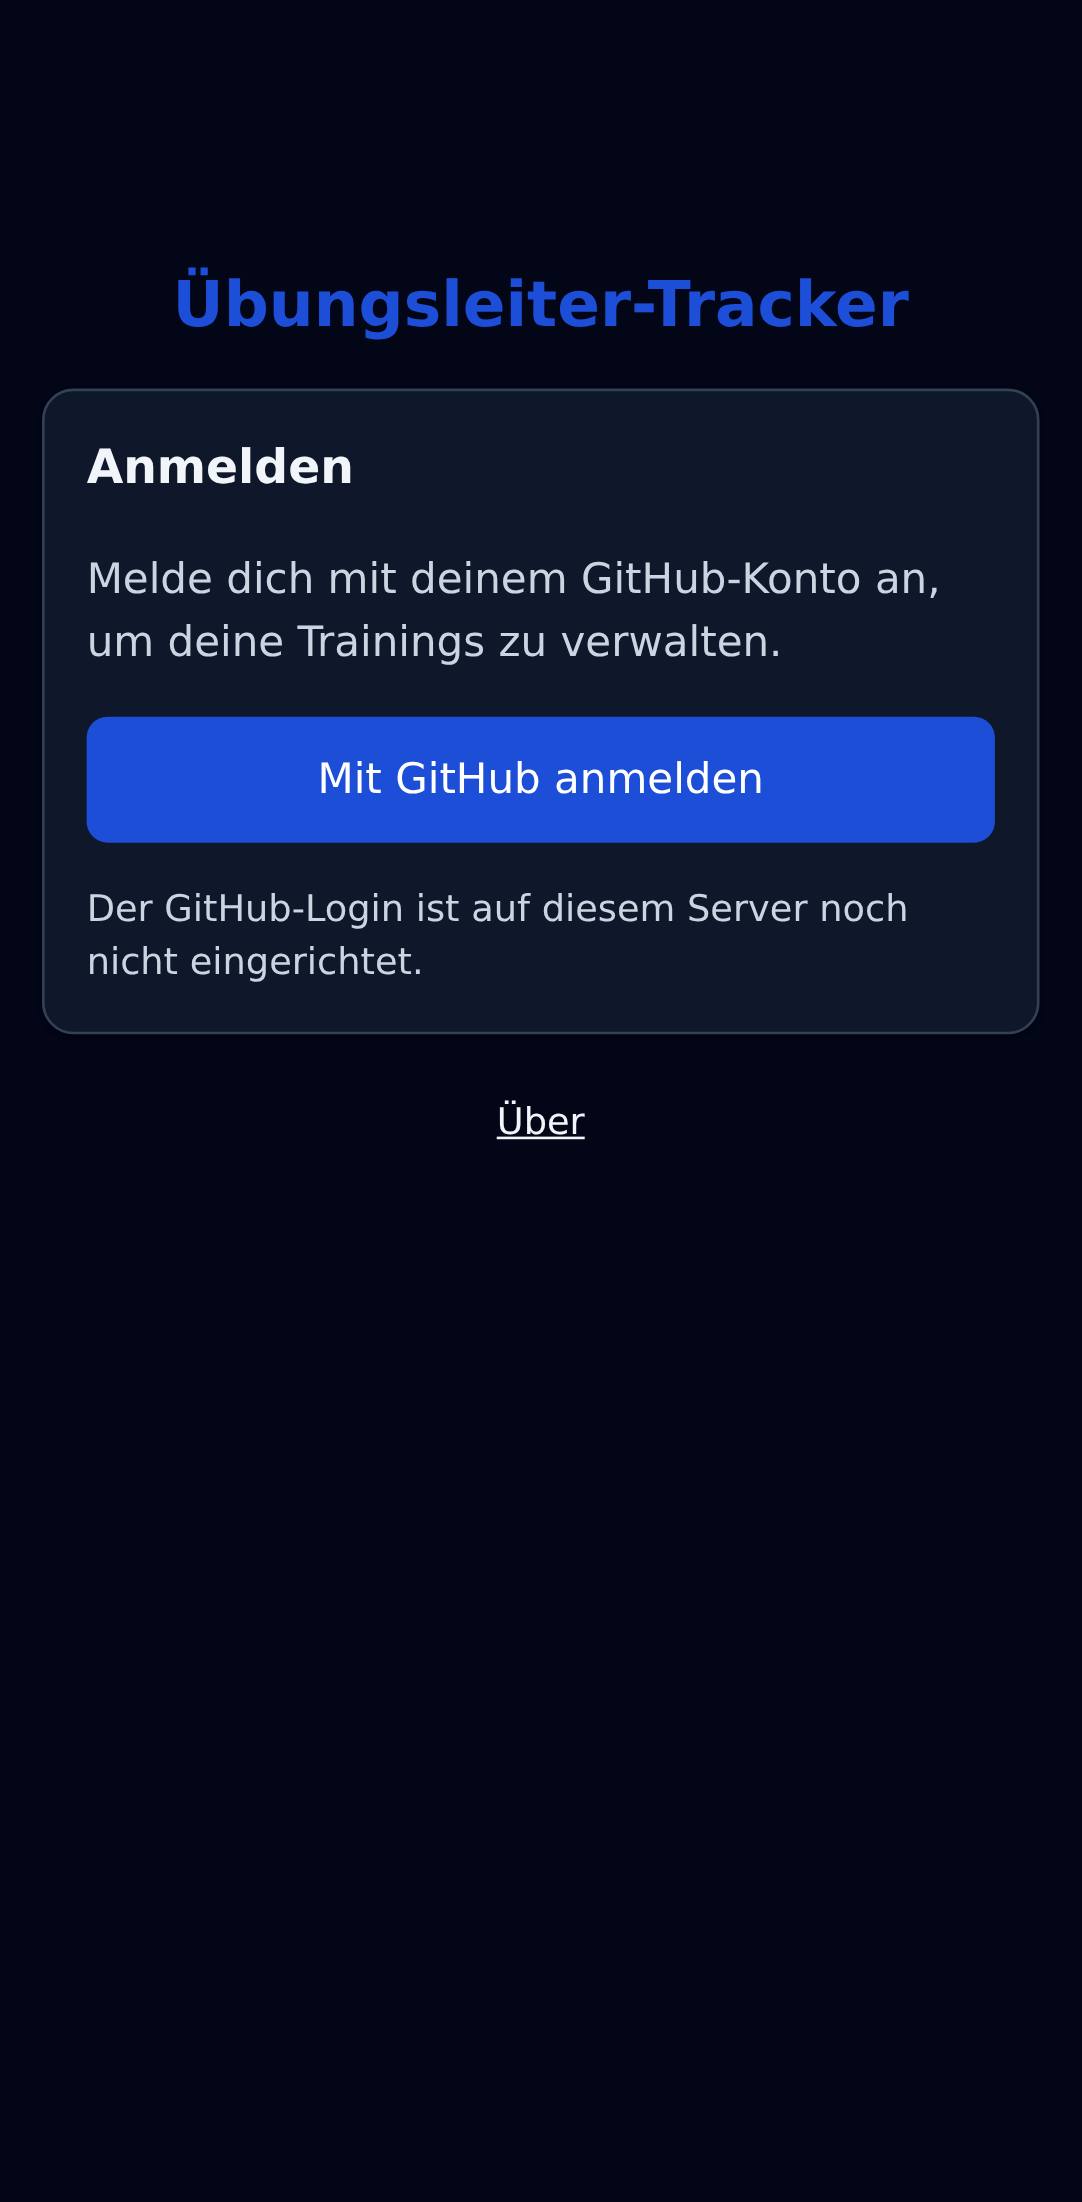 Übungsleiter-Tracker
Anmelden
Melde dich mit deinem GitHub-Konto an,
um deine Trainings zu verwalten.
Mit GitHub anmelden
Der GitHub-Login ist auf diesem Server noch
nicht eingerichtet.
Über